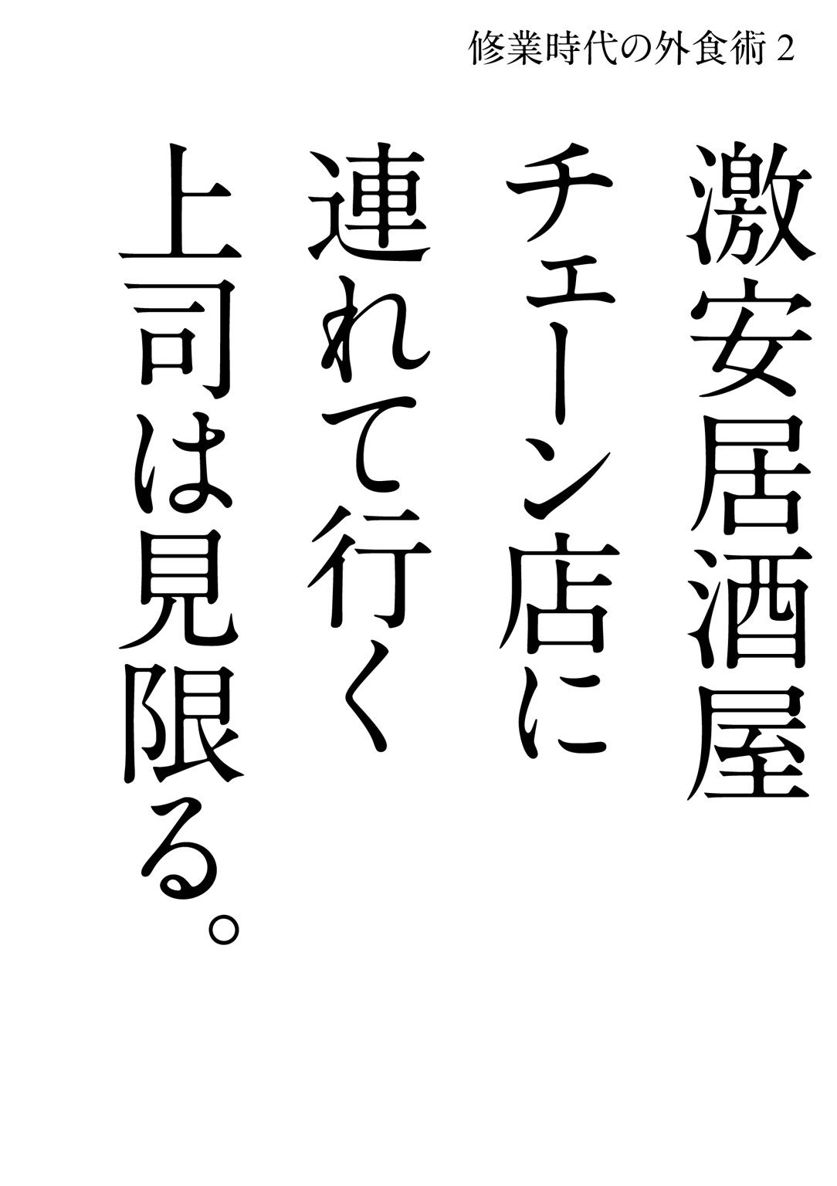 修業時代の外食術 2
激安居酒屋
チェーン店に
連れて行く
上司は見限る。